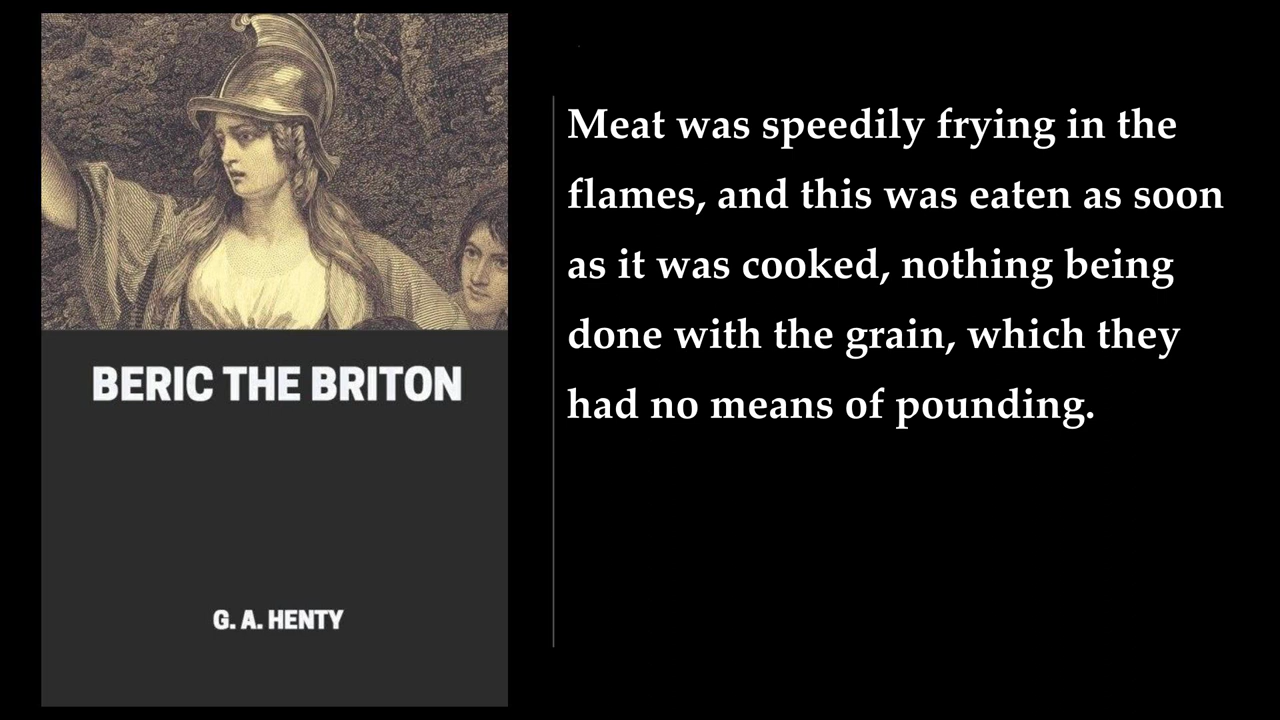 BERIC THE BRITON
G. A. HENTY
Meat was speedily frying in the
flames, and this was eaten as soon
as it was cooked, nothing being
done with the grain, which they
had no means of pounding.